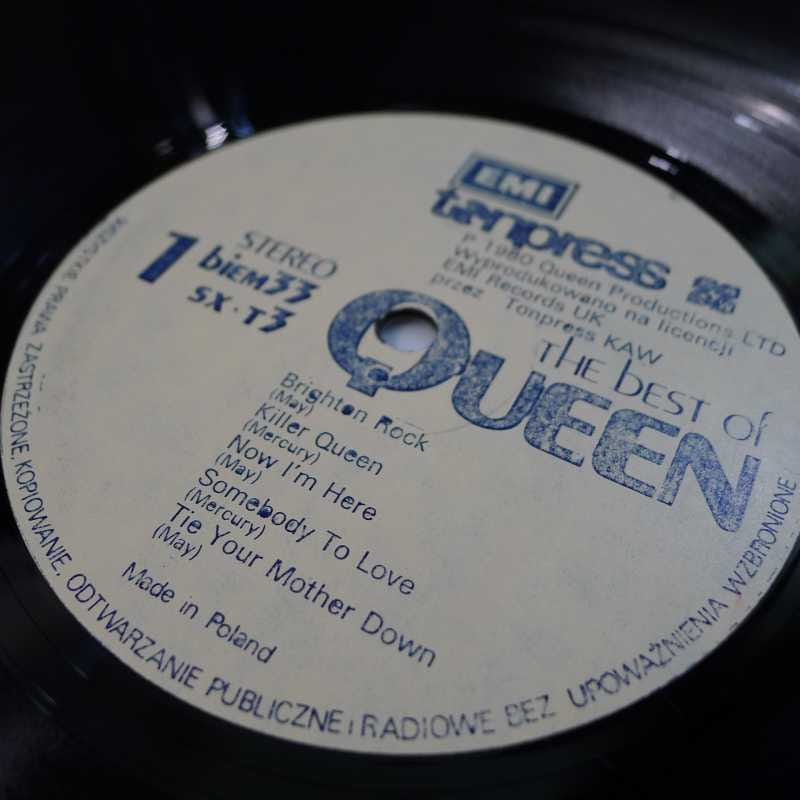 EMI
tonpress
P 1980 Queen Productions LTD
Wyprodukowano na licencji
EMI Records UK
przez Tonpress KAW
1
STEREO
bIEM33
SX·T3
THE bEST Of
QUEEN
Brighton Rock
(May)
Killer Queen
(Mercury)
Now I'm Here
(May)
Somebody To Love
(Mercury)
Tie Your Mother Down
(May)
Made in Poland
PRAWA ZASTRZEŻONE, KOPIOWANIE, ODTWARZANIE PUBLICZNE i RADIOWE BEZ UPOWAŻNIENIA WZBRONIONE